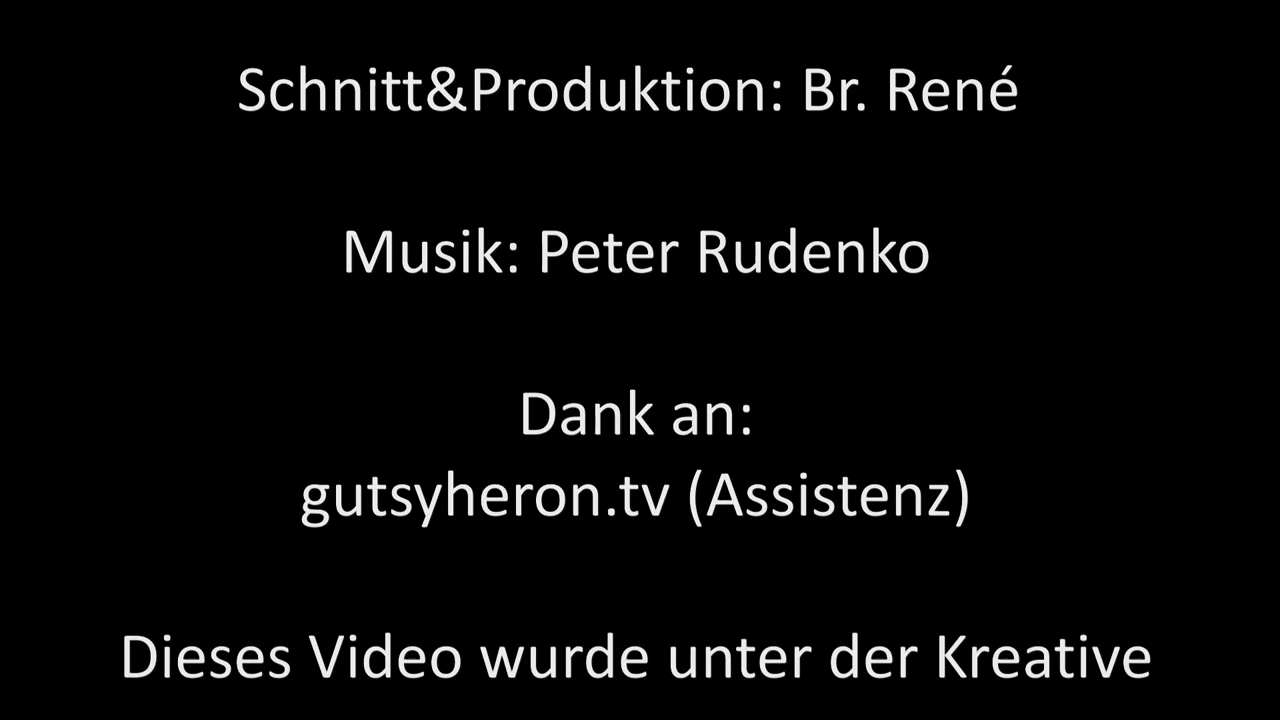 Schnitt&Produktion: Br. René
Musik: Peter Rudenko
Dank an:
gutsyheron.tv (Assistenz)
Dieses Video wurde unter der Kreative